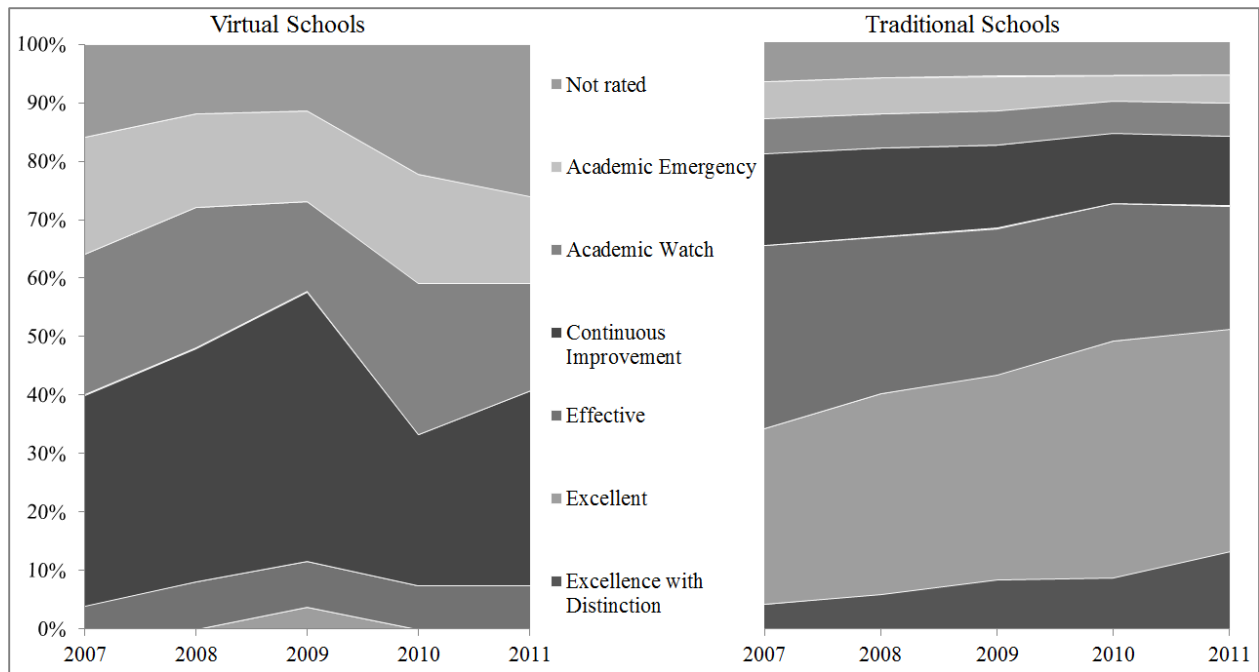 Virtual Schools
Traditional Schools
100%
90%
80%
70%
60%
50%
40%
30%
20%
10%
0%
2007 2008 2009 2010 2011
Not rated
Academic Emergency
Academic Watch
Continuous
Improvement
Effective
Excellent
Excellence with
Distinction
2007 2008 2009 2010 2011